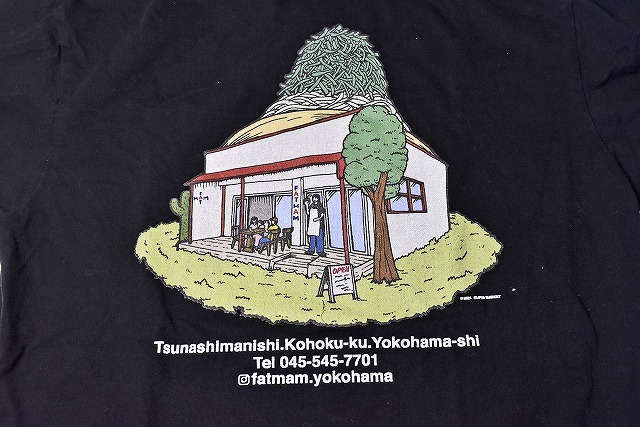 FATMAM
OPEN
Tsunashimanishi.Kohoku-ku.Yokohama-shi
Tel 045-545-7701
fatmam.yokohama